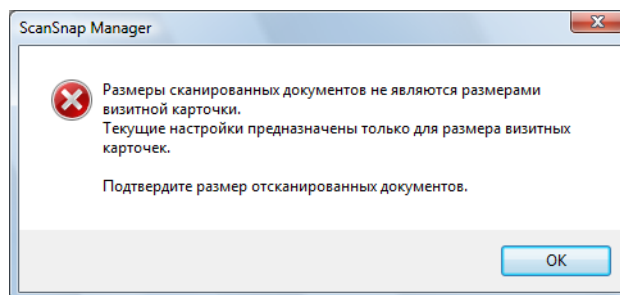 ScanSnap Manager
Размеры сканированных документов не являются размерами
визитной карточки.
Текущие настройки предназначены только для размера визитных
карточек.
Подтвердите размер отсканированных документов.
OK